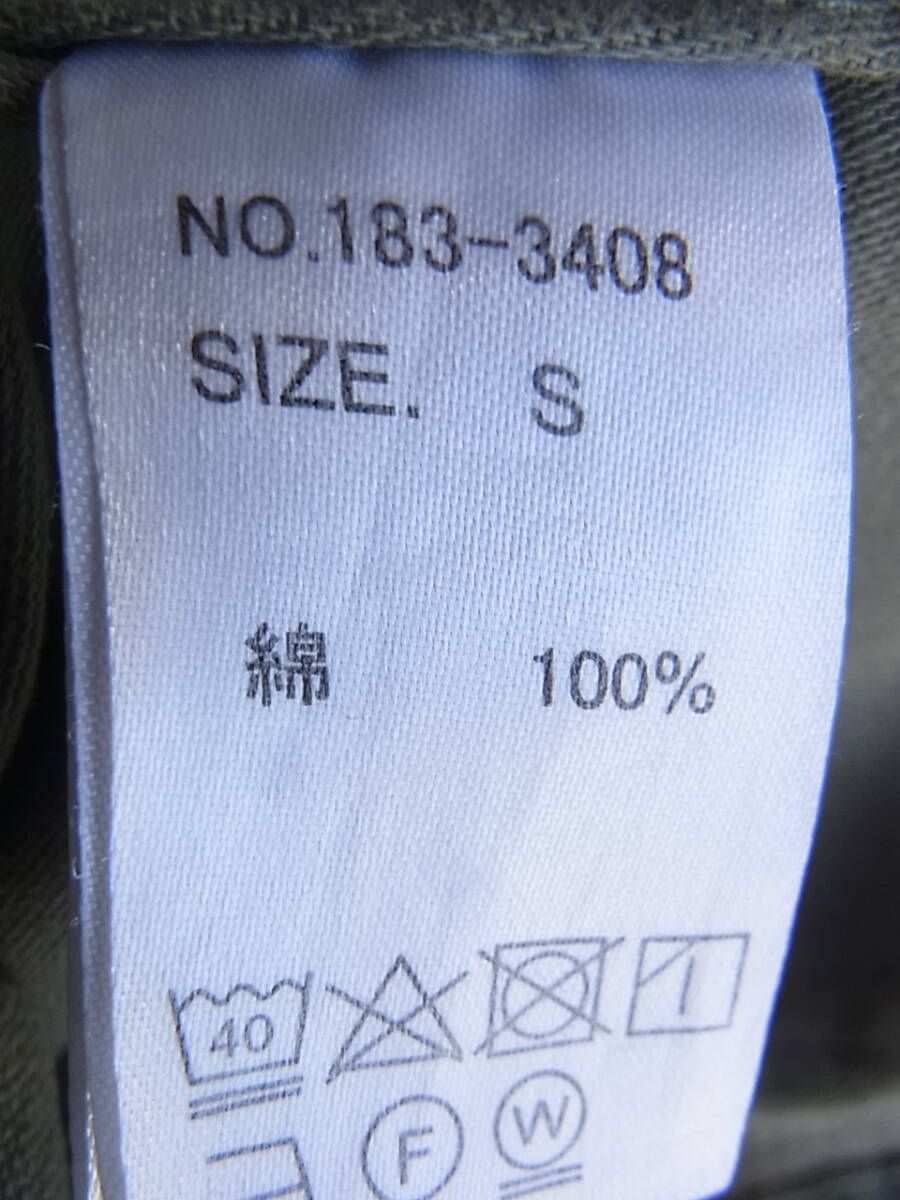 NO.183-3408
SIZE. S
綿 100%
40
F W